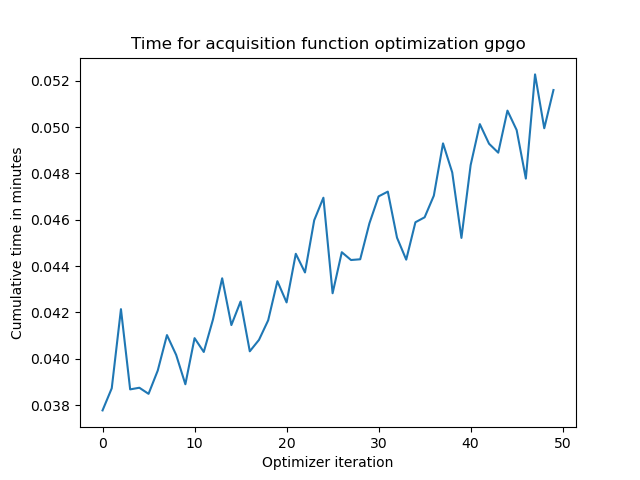 Time for acquisition function optimization gpgo
Cumulative time in minutes
0.052
0.050
0.048
0.046
0.044
0.042
0.040
0.038
0 10 20 30 40 50
Optimizer iteration